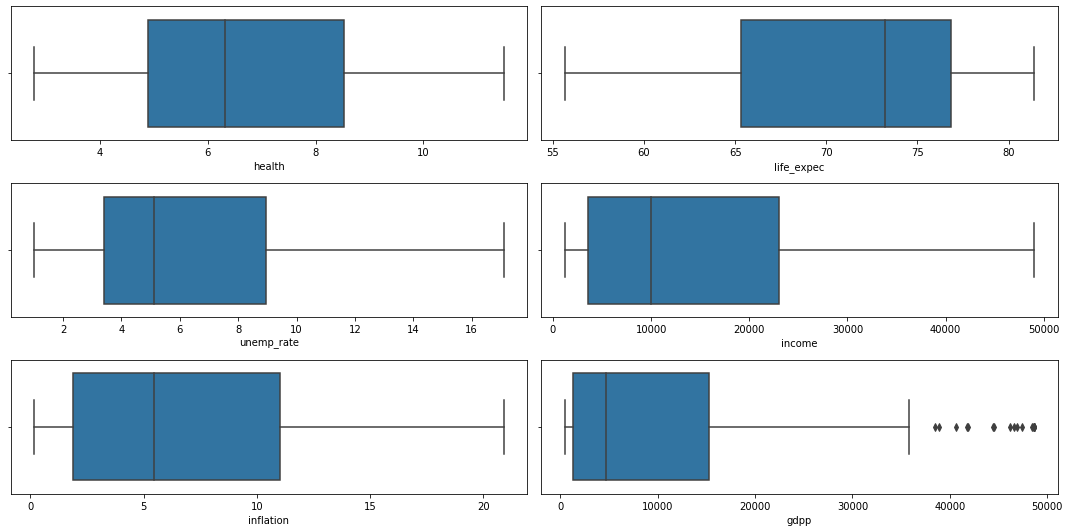 4 6 8 10
health
55 60 65 70 75 80
life_expec
2 4 6 8 10 12 14 16
unemp_rate
0 10000 20000 30000 40000 50000
income
0 5 10 15 20
inflation
0 10000 20000 30000 40000 50000
gdpp